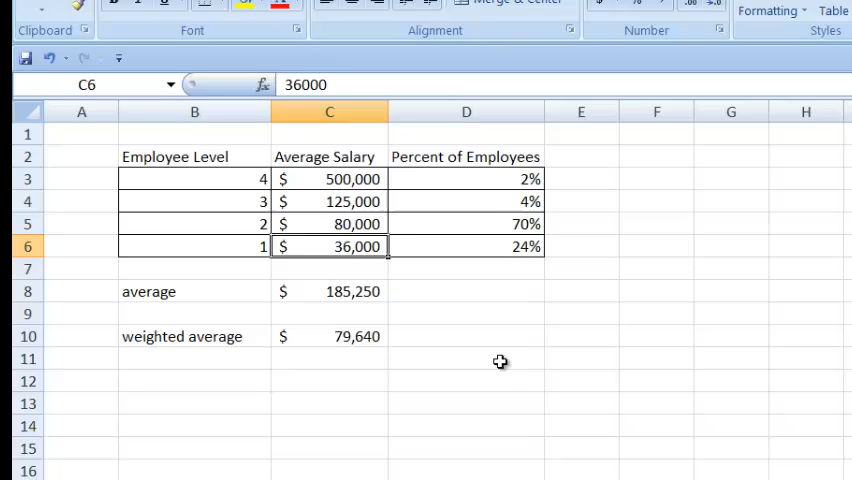 Merge & Center
Formatting Table
Clipboard Font Alignment Number Styles
C6 fx 36000
A B C D E F G H
1
2 Employee Level Average Salary Percent of Employees
3 4 $ 500,000 2%
4 3 $ 125,000 4%
5 2 $ 80,000 70%
6 1 $ 36,000 24%
7
8 average $ 185,250
9
10 weighted average $ 79,640
11
12
13
14
15
16